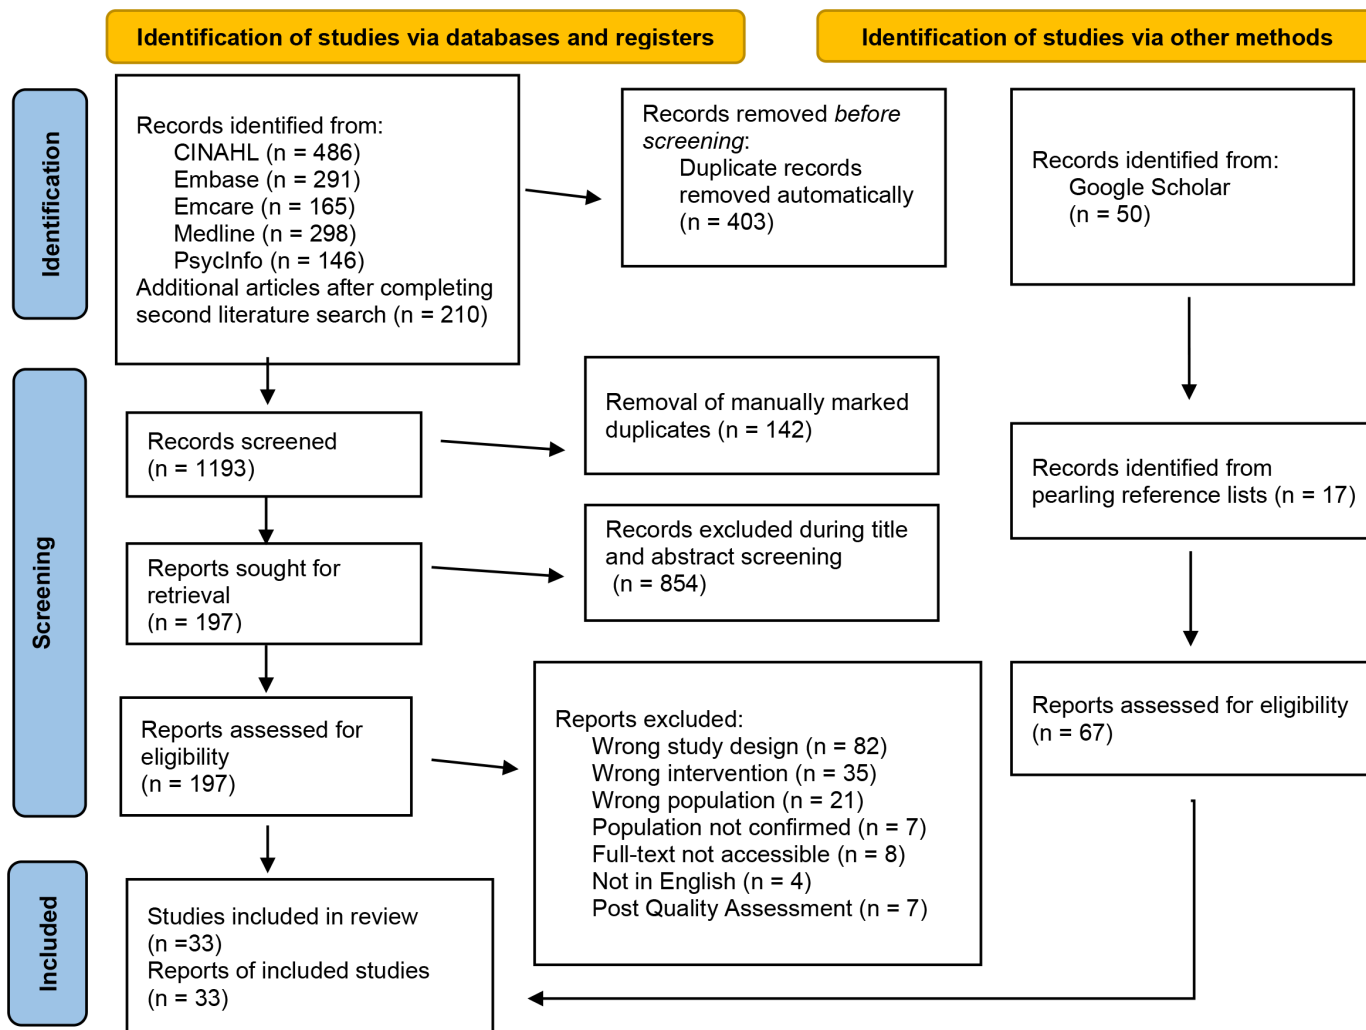 Identification of studies via databases and registers
Identification of studies via other methods
Identification
Records identified from:
CINAHL (n = 486)
Embase (n = 291)
Emcare (n = 165)
Medline (n = 298)
PsycInfo (n = 146)
Additional articles after completing
second literature search (n = 210)
Records removed before
screening:
Duplicate records
removed automatically
(n = 403)
Records identified from:
Google Scholar
(n = 50)
Screening
Records screened
(n = 1193)
Removal of manually marked
duplicates (n = 142)
Records identified from
pearling reference lists (n = 17)
Reports sought for
retrieval
(n = 197)
Records excluded during title
and abstract screening
(n = 854)
Reports assessed for
eligibility
(n = 197)
Reports excluded:
Wrong study design (n = 82)
Wrong intervention (n = 35)
Wrong population (n = 21)
Population not confirmed (n = 7)
Full-text not accessible (n = 8)
Not in English (n = 4)
Post Quality Assessment (n = 7)
Reports assessed for eligibility
(n = 67)
Included
Studies included in review
(n =33)
Reports of included studies
(n = 33)